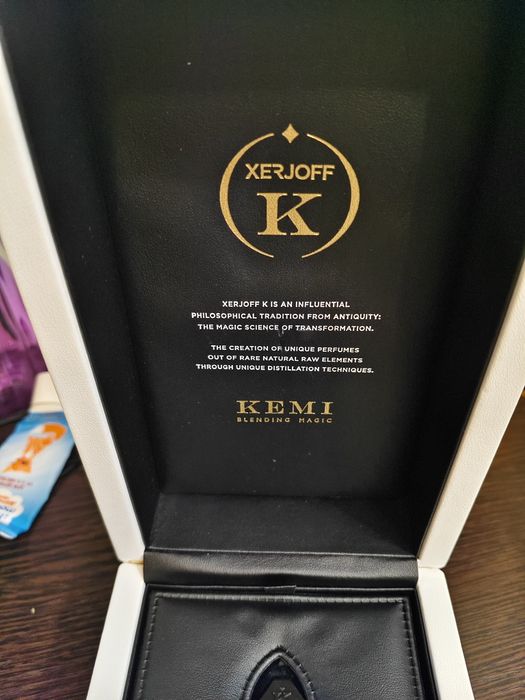 XERJOFF
K
XERJOFF K IS AN INFLUENTIAL
PHILOSOPHICAL TRADITION FROM ANTIQUITY:
THE MAGIC SCIENCE OF TRANSFORMATION.
THE CREATION OF UNIQUE PERFUMES
OUT OF RARE NATURAL RAW ELEMENTS
THROUGH UNIQUE DISTILLATION TECHNIQUES.
KEMI
BLENDING MAGIC